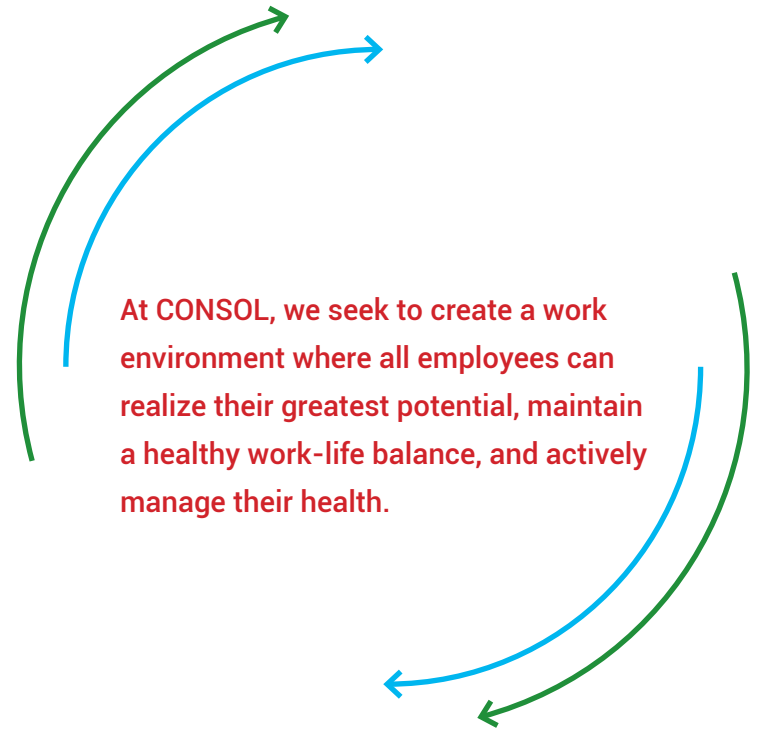 At CONSOL, we seek to create a work
environment where all employees can
realize their greatest potential, maintain
a healthy work-life balance, and actively
manage their health.